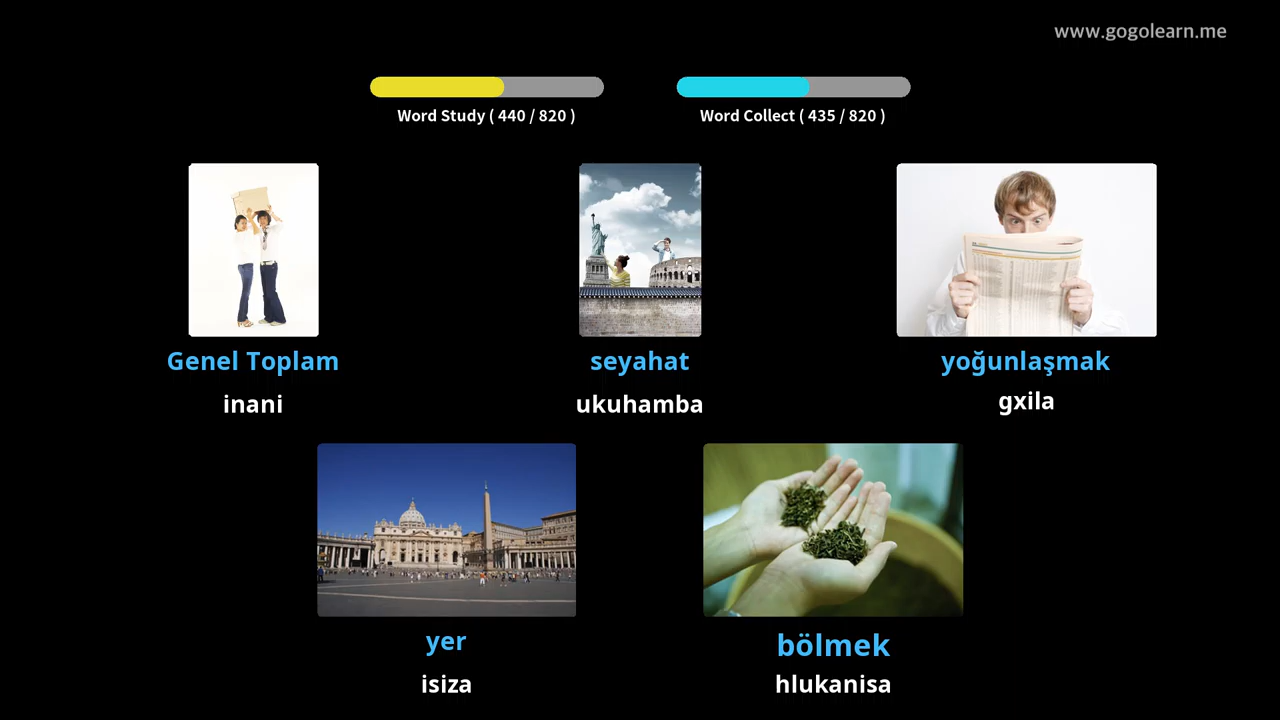 www.gogolearn.me
Word Study ( 440 / 820 )
Word Collect ( 435 / 820 )
Genel Toplam
inani
seyahat
ukuhamba
yoğunlaşmak
gxila
yer
isiza
bölmek
hlukanisa